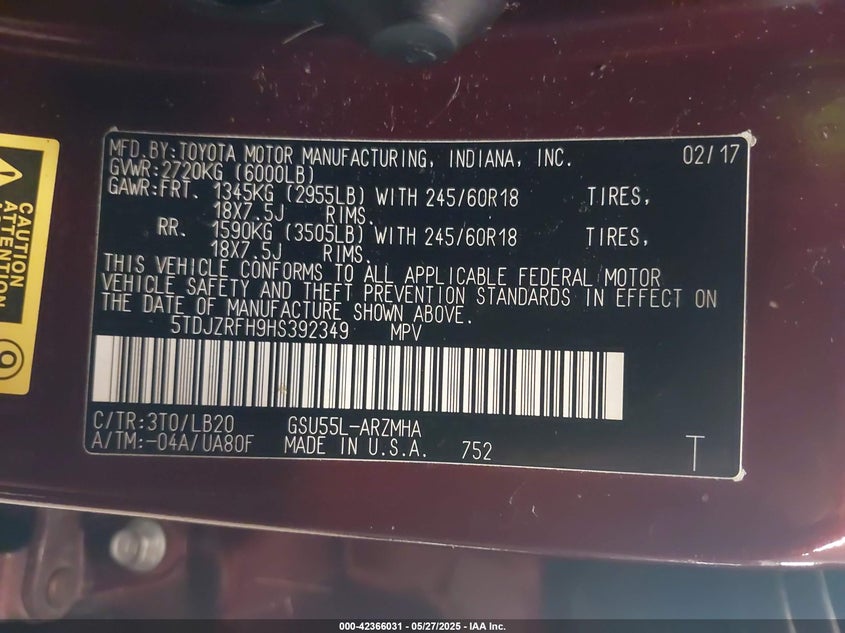 MFD.BY:TOYOTA MOTOR MANUFACTURING, INDIANA, INC. 02/17
GVWR:2720KG (6000LB)
GAWR:FRT. 1345KG (2955LB) WITH 245/60R18 TIRES,
18X7.5J RIMS.
RR. 1590KG (3505LB) WITH 245/60R18 TIRES,
18X7.5J RIMS.
THIS VEHICLE CONFORMS TO ALL APPLICABLE FEDERAL MOTOR
VEHICLE SAFETY AND THEFT PREVENTION STANDARDS IN EFFECT ON
THE DATE OF MANUFACTURE SHOWN ABOVE.
5TDJZRFH9HS392349 MPV
C/TR:3T0/LB20 GSU55L-ARZMHA
A/TM:-04A/UA80F MADE IN U.S.A. 752 T
CAUTION
ATTENTION
000-42366031 - 05/27/2025 - IAA Inc.